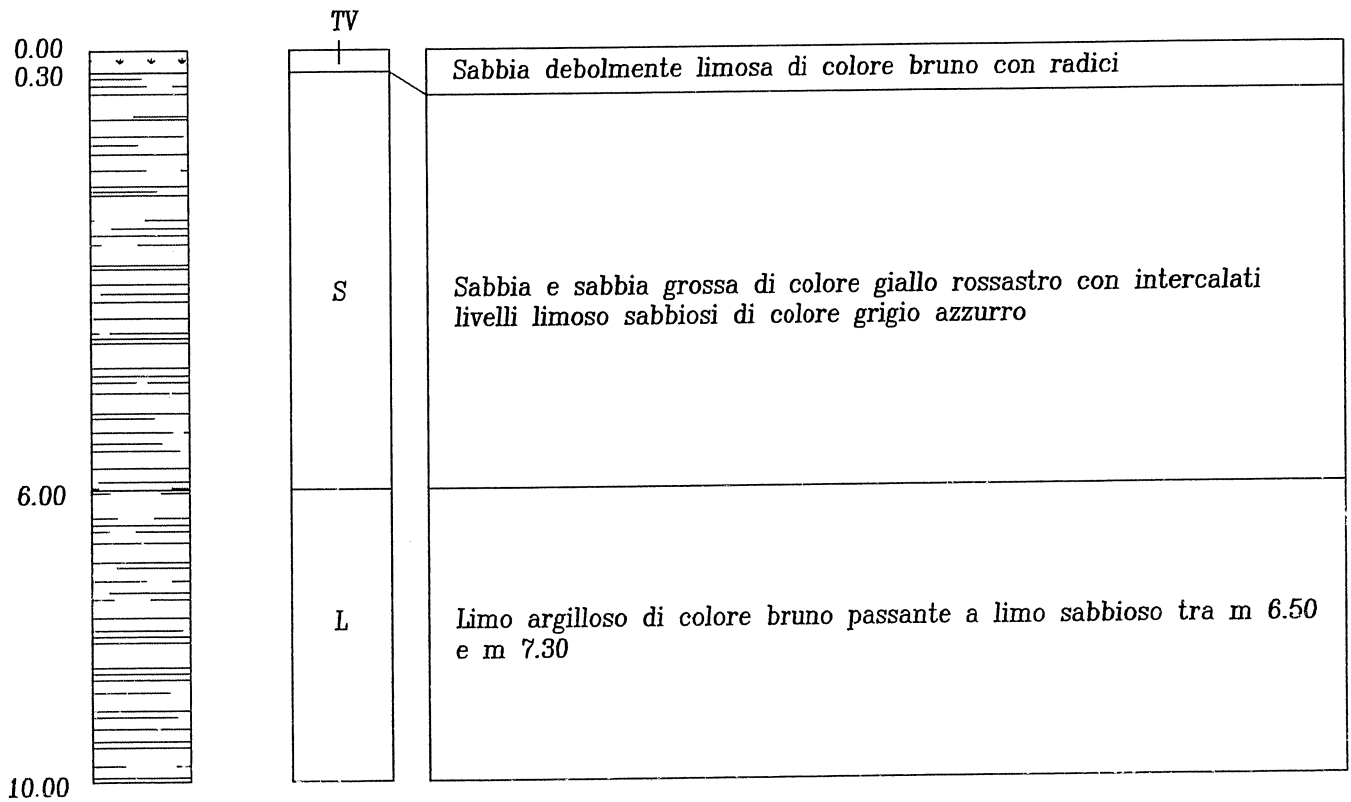 TV
0.00
0.30
Sabbia debolmente limosa di colore bruno con radici
S
Sabbia e sabbia grossa di colore giallo rossastro con intercalati
livelli limoso sabbiosi di colore grigio azzurro
6.00
L
Limo argilloso di colore bruno passante a limo sabbioso tra m 6.50
e m 7.30
10.00